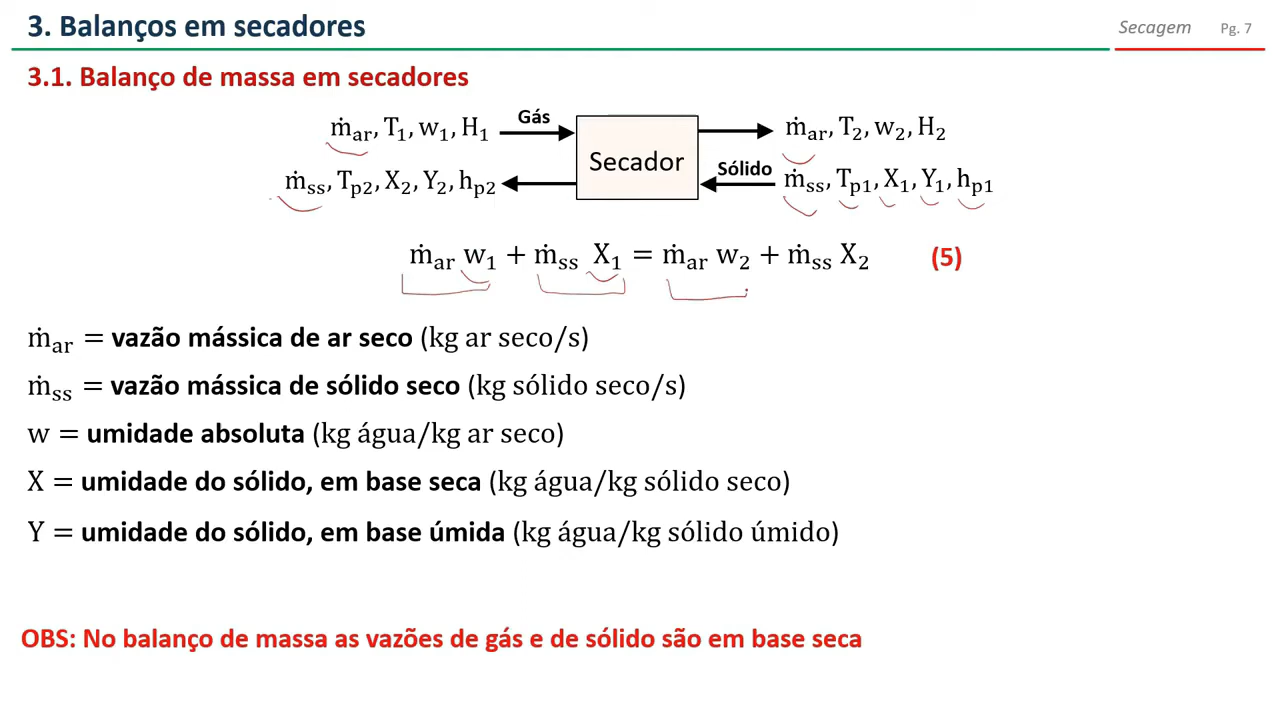 3. Balanços em secadores
Secagem Pg. 7
3.1. Balanço de massa em secadores
ṁar, T1, w1, H1 Gás ṁar, T2, w2, H2
Secador
ṁss, Tp2, X2, Y2, hp2 Sólido ṁss, Tp1, X1, Y1, hp1
ṁar w1 + ṁss X1 = ṁar w2 + ṁss X2 (5)
ṁar = vazão mássica de ar seco (kg ar seco/s)
ṁss = vazão mássica de sólido seco (kg sólido seco/s)
w = umidade absoluta (kg água/kg ar seco)
X = umidade do sólido, em base seca (kg água/kg sólido seco)
Y = umidade do sólido, em base úmida (kg água/kg sólido úmido)
OBS: No balanço de massa as vazões de gás e de sólido são em base seca